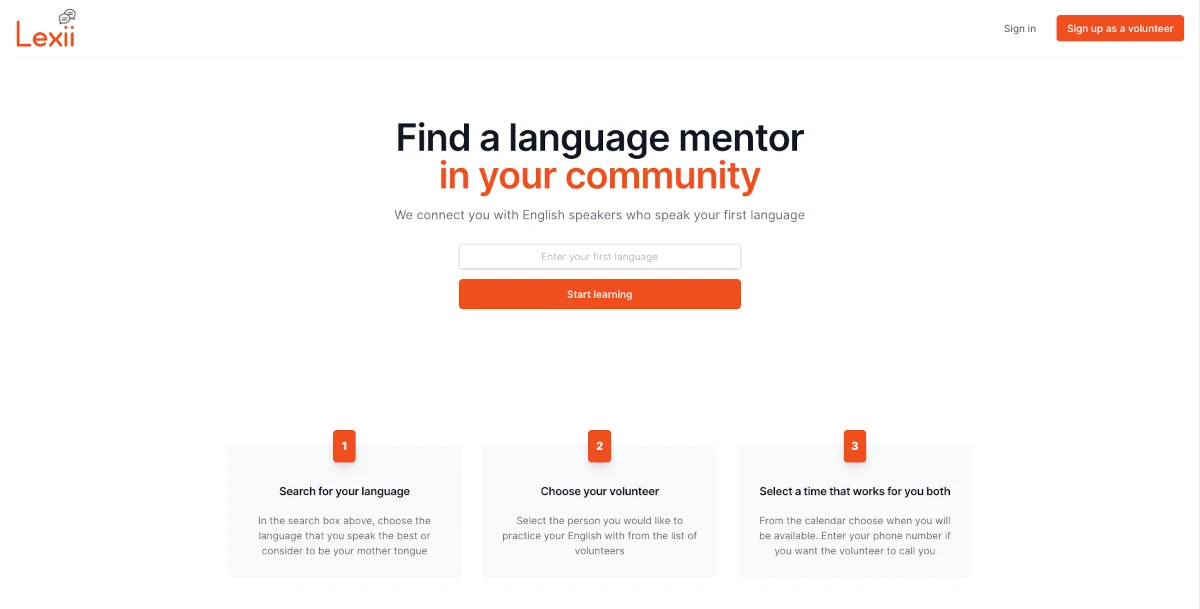 Lexii
Sign in
Sign up as a volunteer
Find a language mentor
in your community
We connect you with English speakers who speak your first language
Enter your first language
Start learning
1
Search for your language
In the search box above, choose the
language that you speak the best or
consider to be your mother tongue
2
Choose your volunteer
Select the person you would like to
practice your English with from the list of
volunteers
3
Select a time that works for you both
From the calendar choose when you will
be available. Enter your phone number if
you want the volunteer to call you